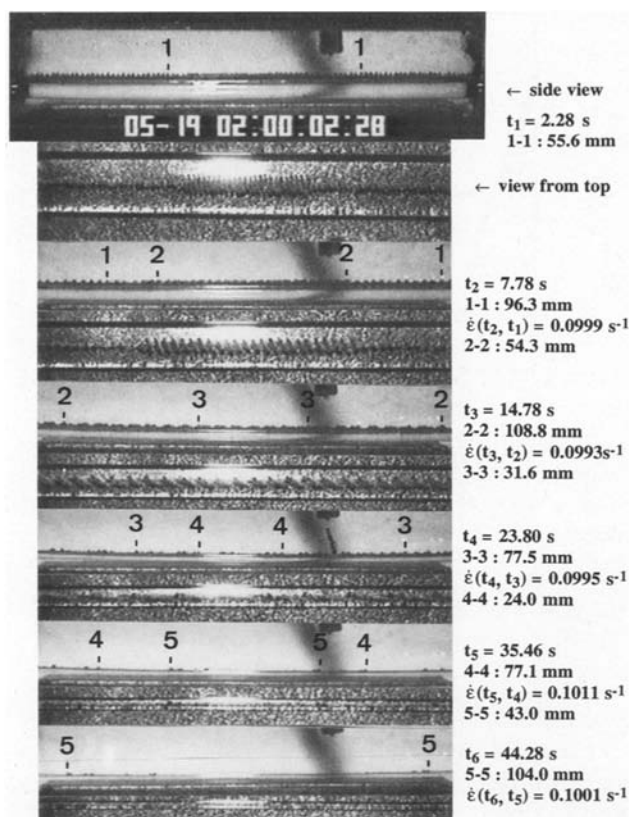 1 1
← side view
t1 = 2.28 s
1-1 : 55.6 mm
05-19 02:00:02:28
← view from top
1 2 2 1
t2 = 7.78 s
1-1 : 96.3 mm
ε̇(t2, t1) = 0.0999 s-1
2-2 : 54.3 mm
2 3 3 2
t3 = 14.78 s
2-2 : 108.8 mm
ε̇(t3, t2) = 0.0993s-1
3-3 : 31.6 mm
3 4 4 3
t4 = 23.80 s
3-3 : 77.5 mm
ε̇(t4, t3) = 0.0995 s-1
4-4 : 24.0 mm
4 5 5 4
t5 = 35.46 s
4-4 : 77.1 mm
ε̇(t5, t4) = 0.1011 s-1
5-5 : 43.0 mm
5 5
t6 = 44.28 s
5-5 : 104.0 mm
ε̇(t6, t5) = 0.1001 s-1